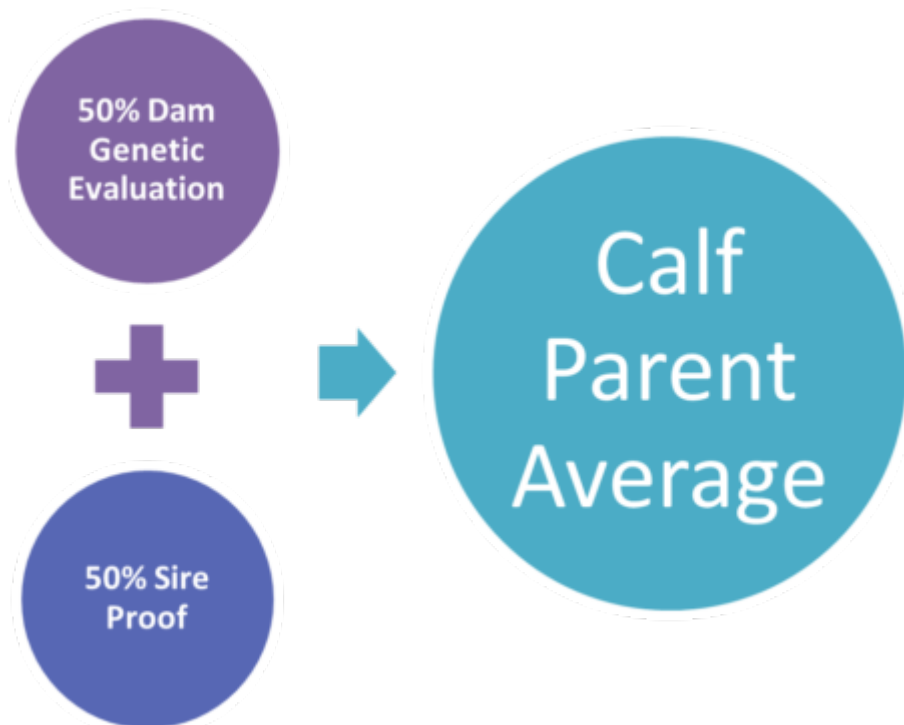 50% Dam
Genetic
Evaluation
50% Sire
Proof
Calf
Parent
Average